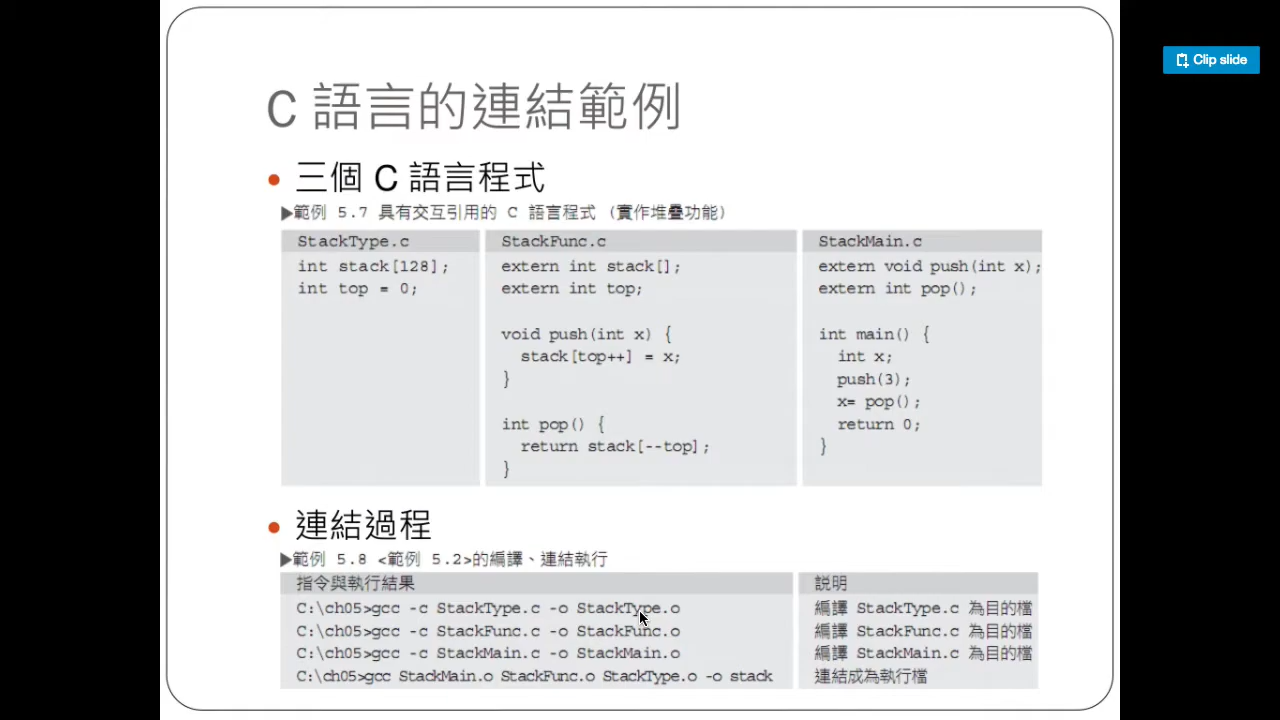 Clip slide
C 語言的連結範例
• 三個 C 語言程式
▶範例 5.7 具有交互引用的 C 語言程式 (實作堆疊功能)
StackType.c
int stack[128];
int top = 0;
StackFunc.c
extern int stack[];
extern int top;
void push(int x) {
stack[top++] = x;
}
int pop() {
return stack[--top];
}
StackMain.c
extern void push(int x);
extern int pop();
int main() {
int x;
push(3);
x= pop();
return 0;
}
• 連結過程
▶範例 5.8 <範例 5.2>的編譯、連結執行
指令與執行結果 説明
C:\ch05>gcc -c StackType.c -o StackType.o 編譯 StackType.c 為目的檔
C:\ch05>gcc -c StackFunc.c -o StackFunc.o 編譯 StackFunc.c 為目的檔
C:\ch05>gcc -c StackMain.c -o StackMain.o 編譯 StackMain.c 為目的檔
C:\ch05>gcc StackMain.o StackFunc.o StackType.o -o stack 連結成為執行檔